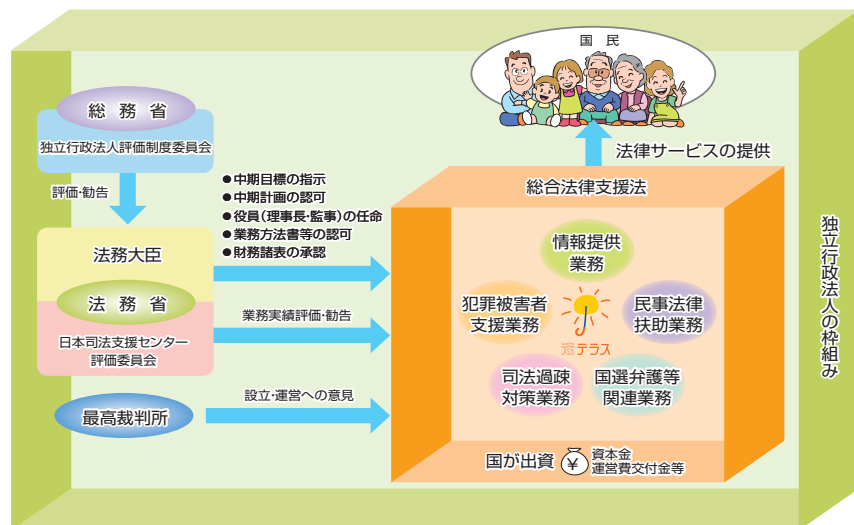 国民
総務省
独立行政法人評価制度委員会
評価・勧告
法務大臣
法務省
日本司法支援センター
評価委員会
最高裁判所
●中期目標の指示
●中期計画の認可
●役員(理事長・監事)の任命
●業務方法書等の認可
●財務諸表の承認
業務実績評価・勧告
設立・運営への意見
法律サービスの提供
総合法律支援法
情報提供
業務
犯罪被害者
支援業務
民事法律
扶助業務
法テラス
司法過疎
対策業務
国選弁護等
関連業務
国が出資
¥
資本金
運営費交付金等
独立行政法人の枠組み